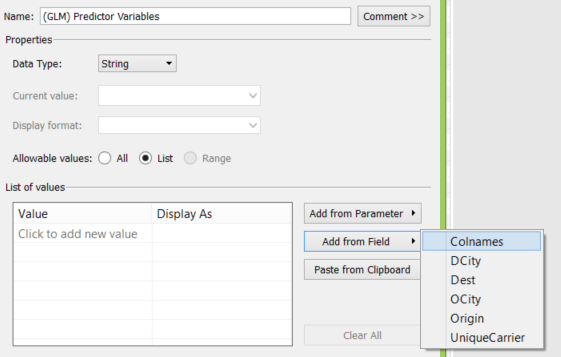 Name: (GLM) Predictor Variables Comment >>
Properties
Data Type: String
Current value:
Display format:
Allowable values: All List Range
List of values
Value Display As
Click to add new value
Add from Parameter
Add from Field
Paste from Clipboard
Clear All
Colnames
DCity
Dest
OCity
Origin
UniqueCarrier